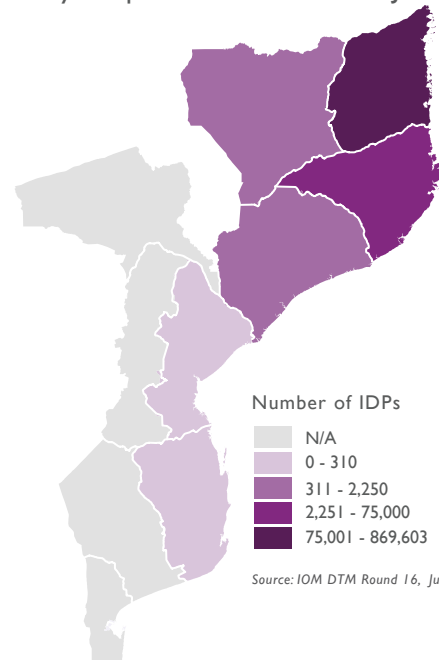 Number of IDPs
N/A
0 - 310
311 - 2,250
2,251 - 75,000
75,001 - 869,603
Source: IOM DTM Round 16,